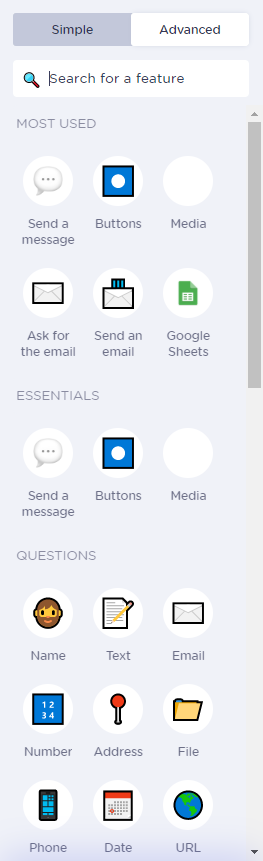 Simple Advanced
Search for a feature
MOST USED
Send a message Buttons Media
Ask for the email Send an email Google Sheets
ESSENTIALS
Send a message Buttons Media
QUESTIONS
Name Text Email
1 2
3 4
Number Address File
Phone Date URL